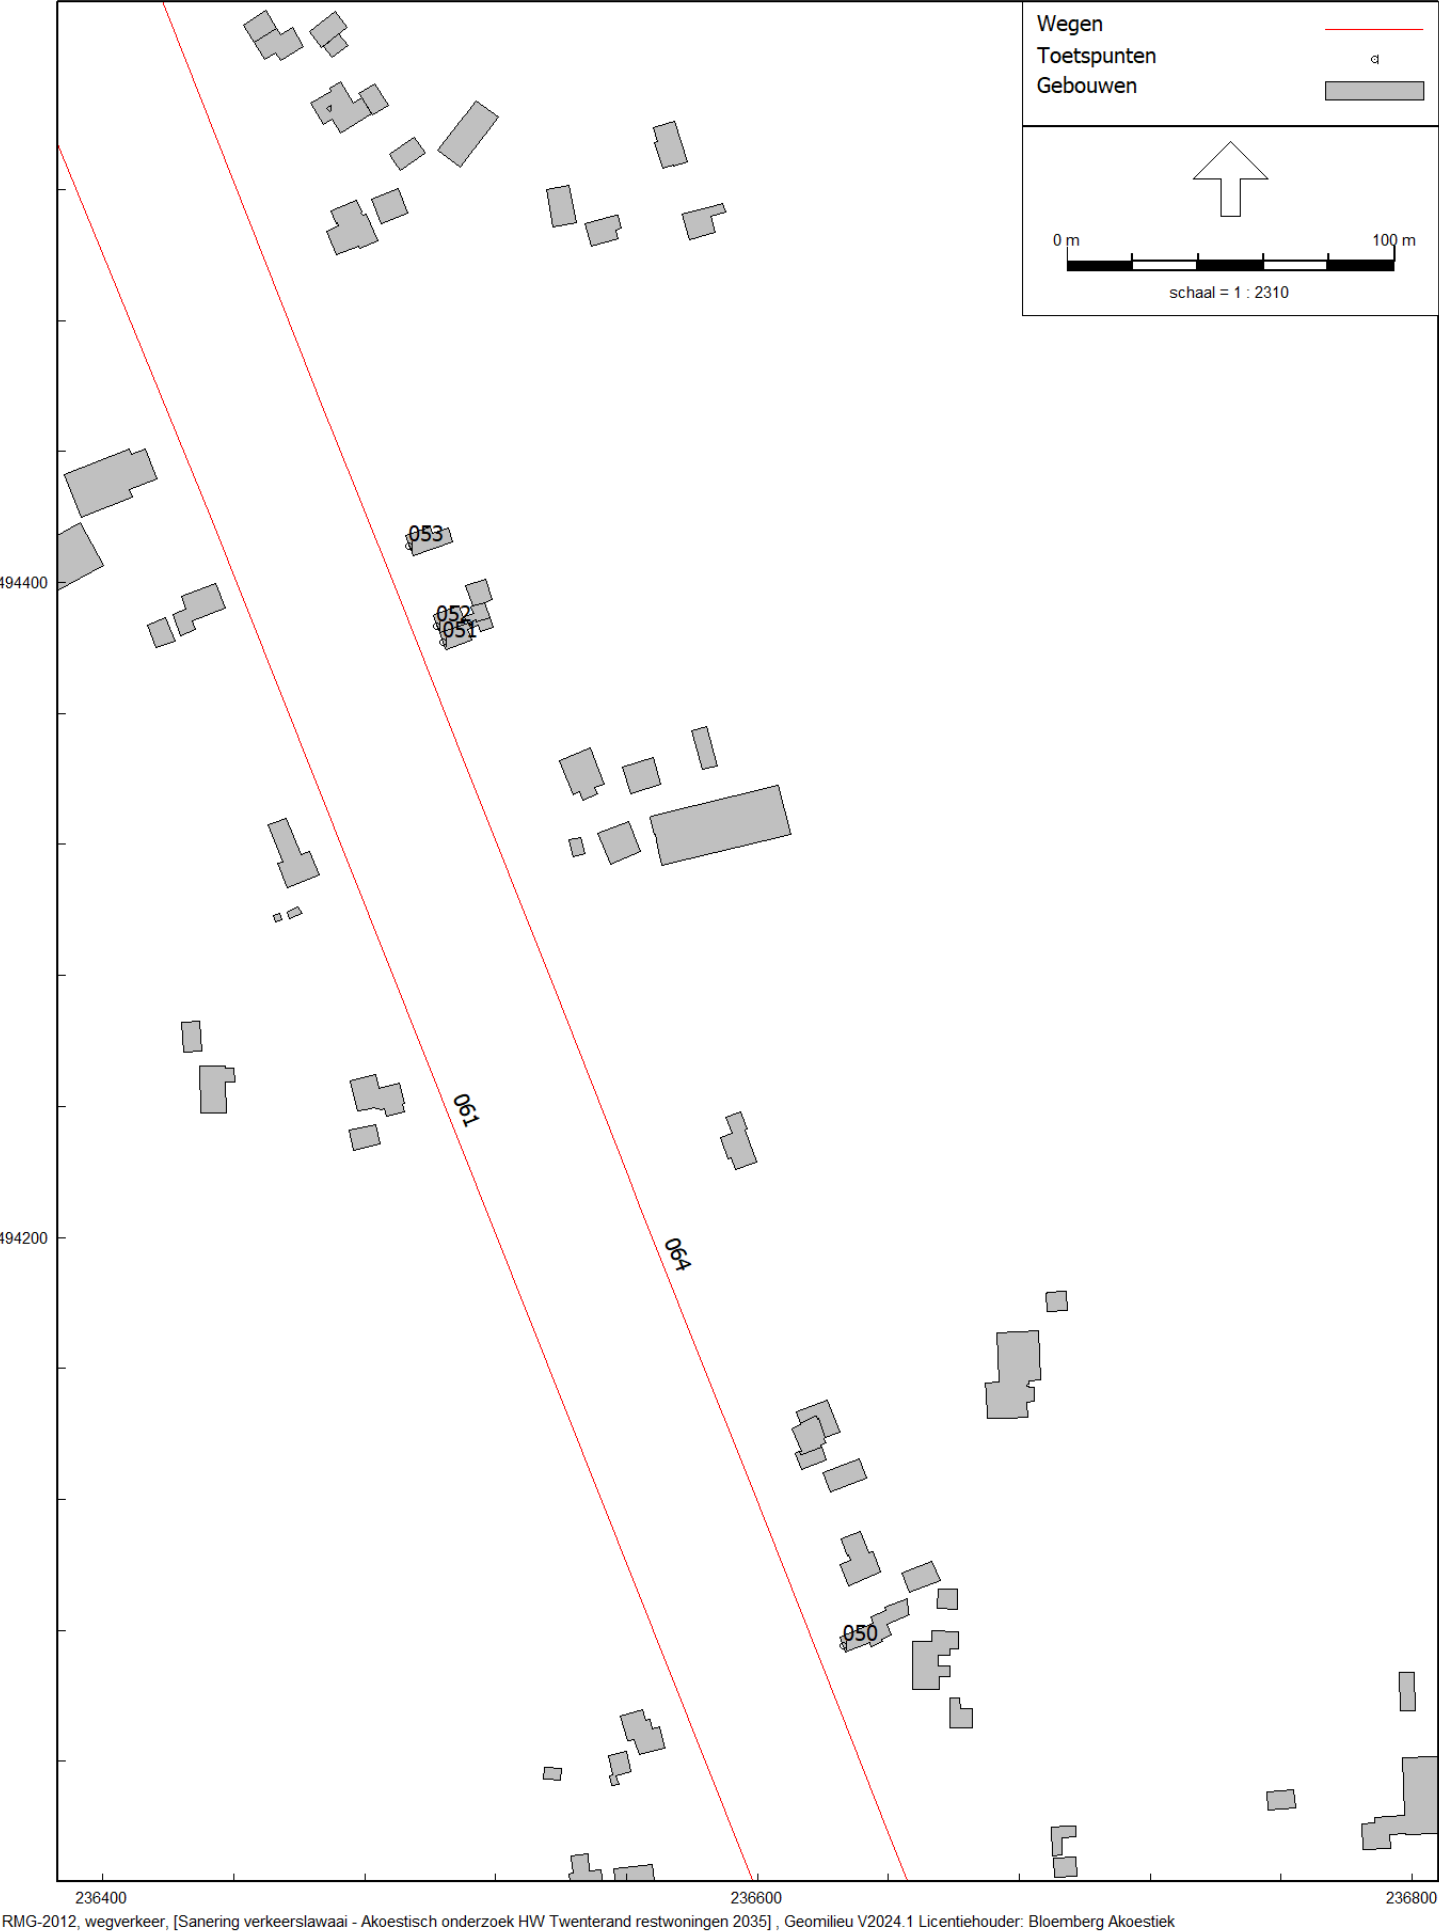 Wegen
Toetspunten
Gebouwen
0 m 100 m
schaal = 1 : 2310
053
494400
052
051
061
494200
064
050
236400 236600 236800
RMG-2012, wegverkeer, [Sanering verkeerslawaai - Akoestisch onderzoek HW Twenterand restwoningen 2035] , Geomilieu V2024.1 Licentiehouder: Bloemberg Akoestiek